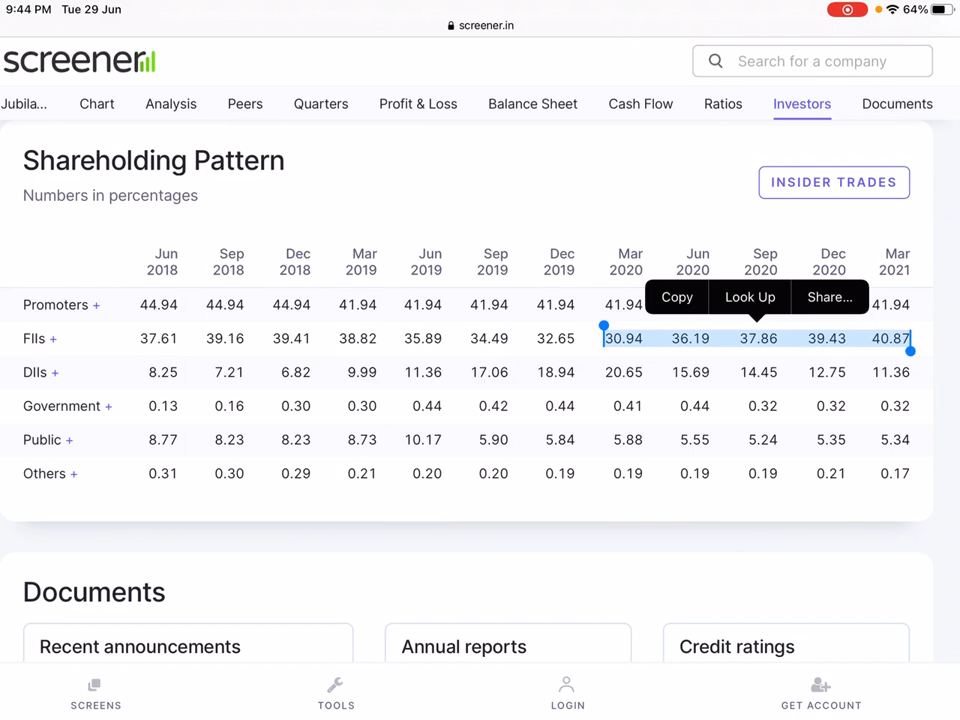 9:44 PM Tue 29 Jun 64%
screener.in
screener Search for a company
Jubila... Chart Analysis Peers Quarters Profit & Loss Balance Sheet Cash Flow Ratios Investors Documents
Shareholding Pattern
Numbers in percentages
INSIDER TRADES
Jun Sep Dec Mar Jun Sep Dec Mar Jun Sep Dec Mar
2018 2018 2018 2019 2019 2019 2019 2020 2020 2020 2020 2021
Copy Look Up Share...
Promoters + 44.94 44.94 44.94 41.94 41.94 41.94 41.94 41.94 41.94
FIIs + 37.61 39.16 39.41 38.82 35.89 34.49 32.65 30.94 36.19 37.86 39.43 40.87
DIIs + 8.25 7.21 6.82 9.99 11.36 17.06 18.94 20.65 15.69 14.45 12.75 11.36
Government + 0.13 0.16 0.30 0.30 0.44 0.42 0.44 0.41 0.44 0.32 0.32 0.32
Public + 8.77 8.23 8.23 8.73 10.17 5.90 5.84 5.88 5.55 5.24 5.35 5.34
Others + 0.31 0.30 0.29 0.21 0.20 0.20 0.19 0.19 0.19 0.19 0.21 0.17
Documents
Recent announcements Annual reports Credit ratings
SCREENS TOOLS LOGIN GET ACCOUNT